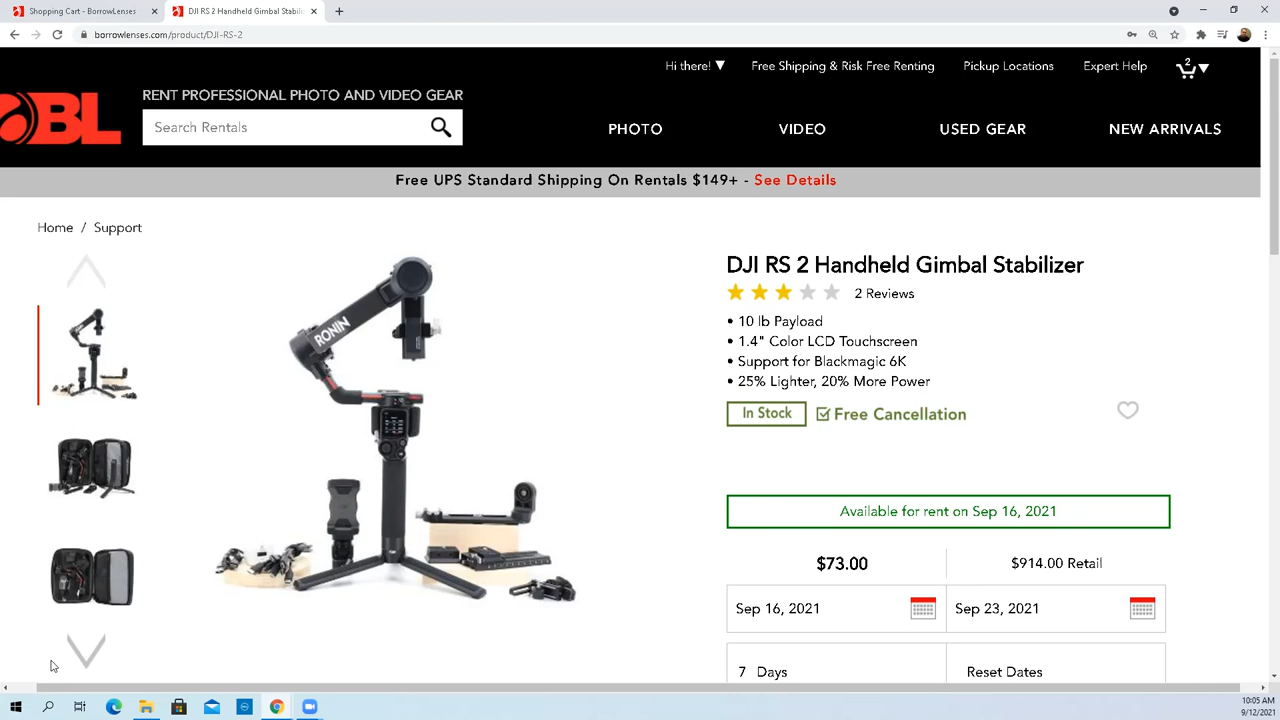 Shopping Cart - BorrowLenses
DJI RS 2 Handheld Gimbal Stabiliz
borrowlenses.com/product/DJI-RS-2
Hi there!
Free Shipping & Risk Free Renting
Pickup Locations
Expert Help
2
BL
RENT PROFESSIONAL PHOTO AND VIDEO GEAR
Search Rentals
PHOTO
VIDEO
USED GEAR
NEW ARRIVALS
Free UPS Standard Shipping On Rentals $149+ - See Details
Home / Support
RONIN
DJI RS 2 Handheld Gimbal Stabilizer
2 Reviews
• 10 lb Payload
• 1.4" Color LCD Touchscreen
• Support for Blackmagic 6K
• 25% Lighter, 20% More Power
In Stock
Free Cancellation
Available for rent on Sep 16, 2021
$73.00
$914.00 Retail
Sep 16, 2021
Sep 23, 2021
7 Days
Reset Dates
10:05 AM
9/12/2021